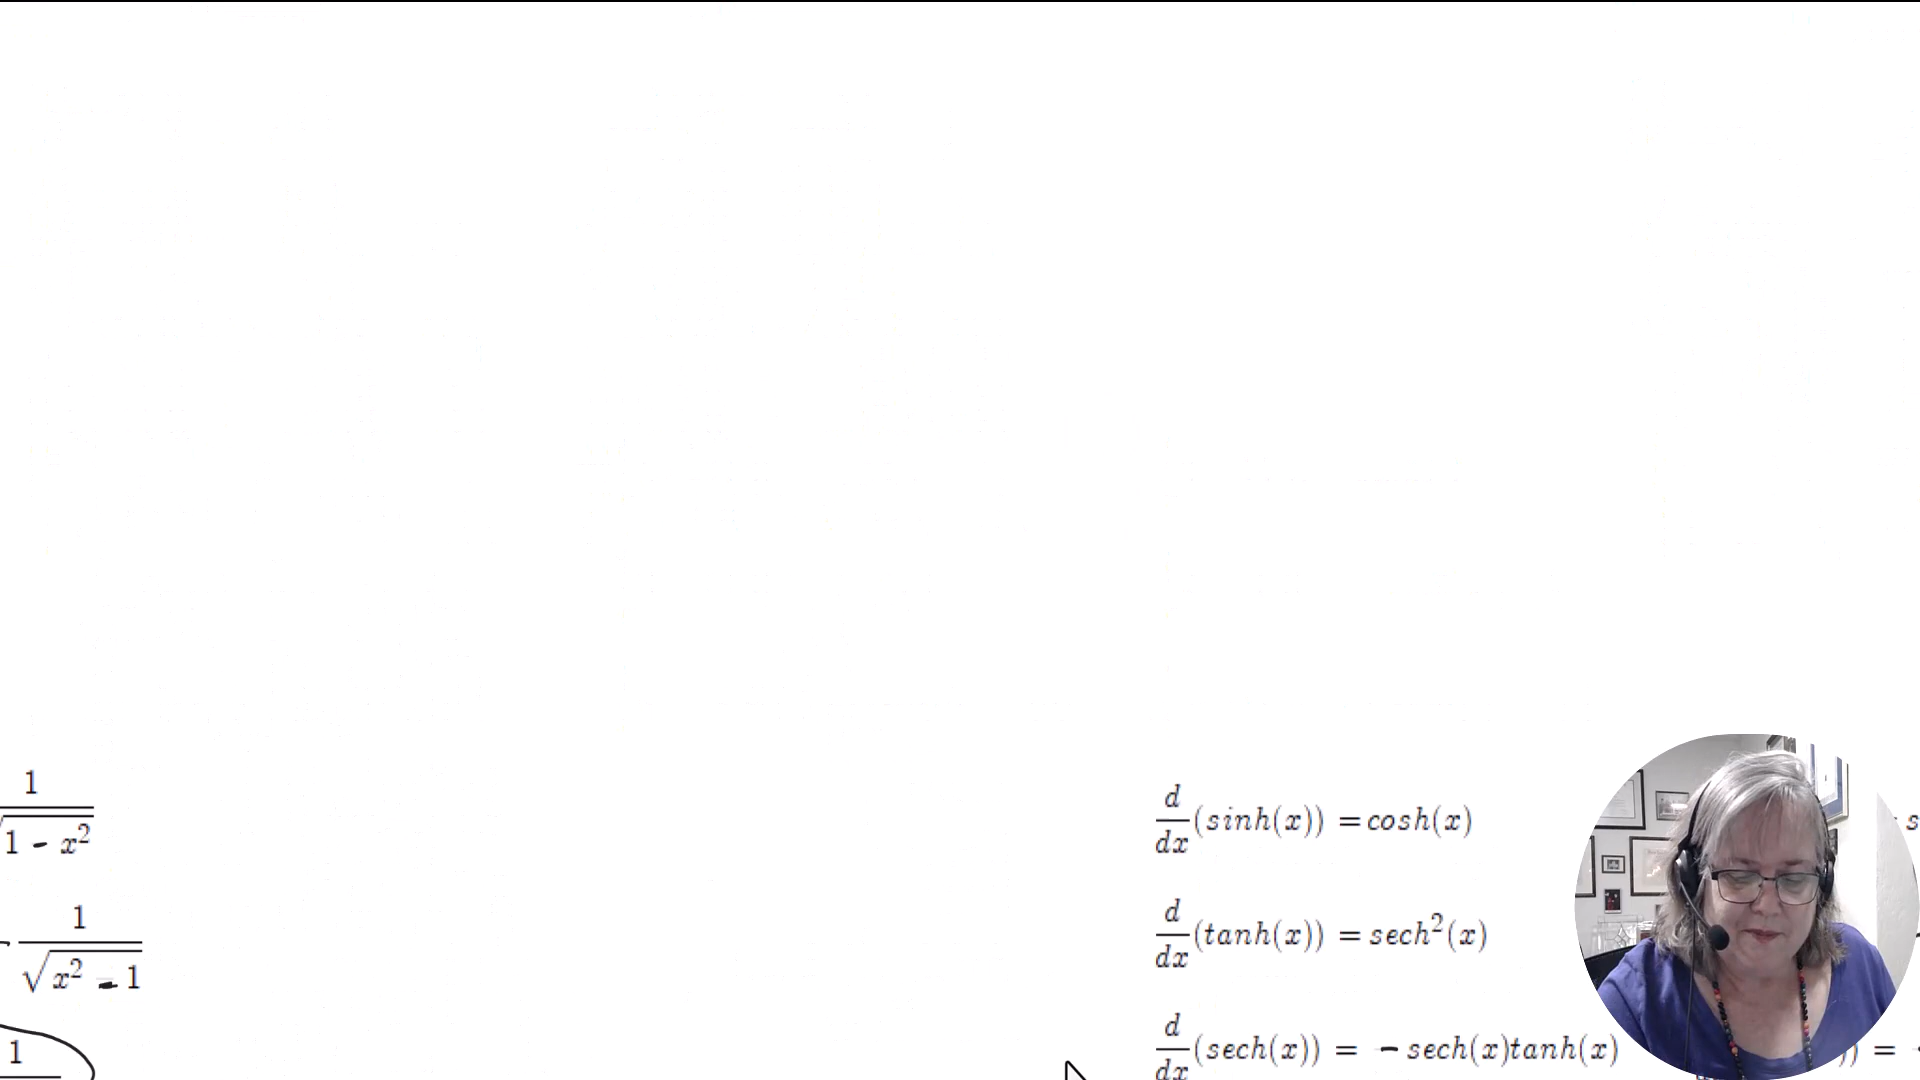 1
√1 - x²
d/dx(sinh(x)) = cosh(x)
- 1
√x² - 1
d/dx(tanh(x)) = sech²(x)
1
d/dx(sech(x)) = - sech(x)tanh(x)
) =